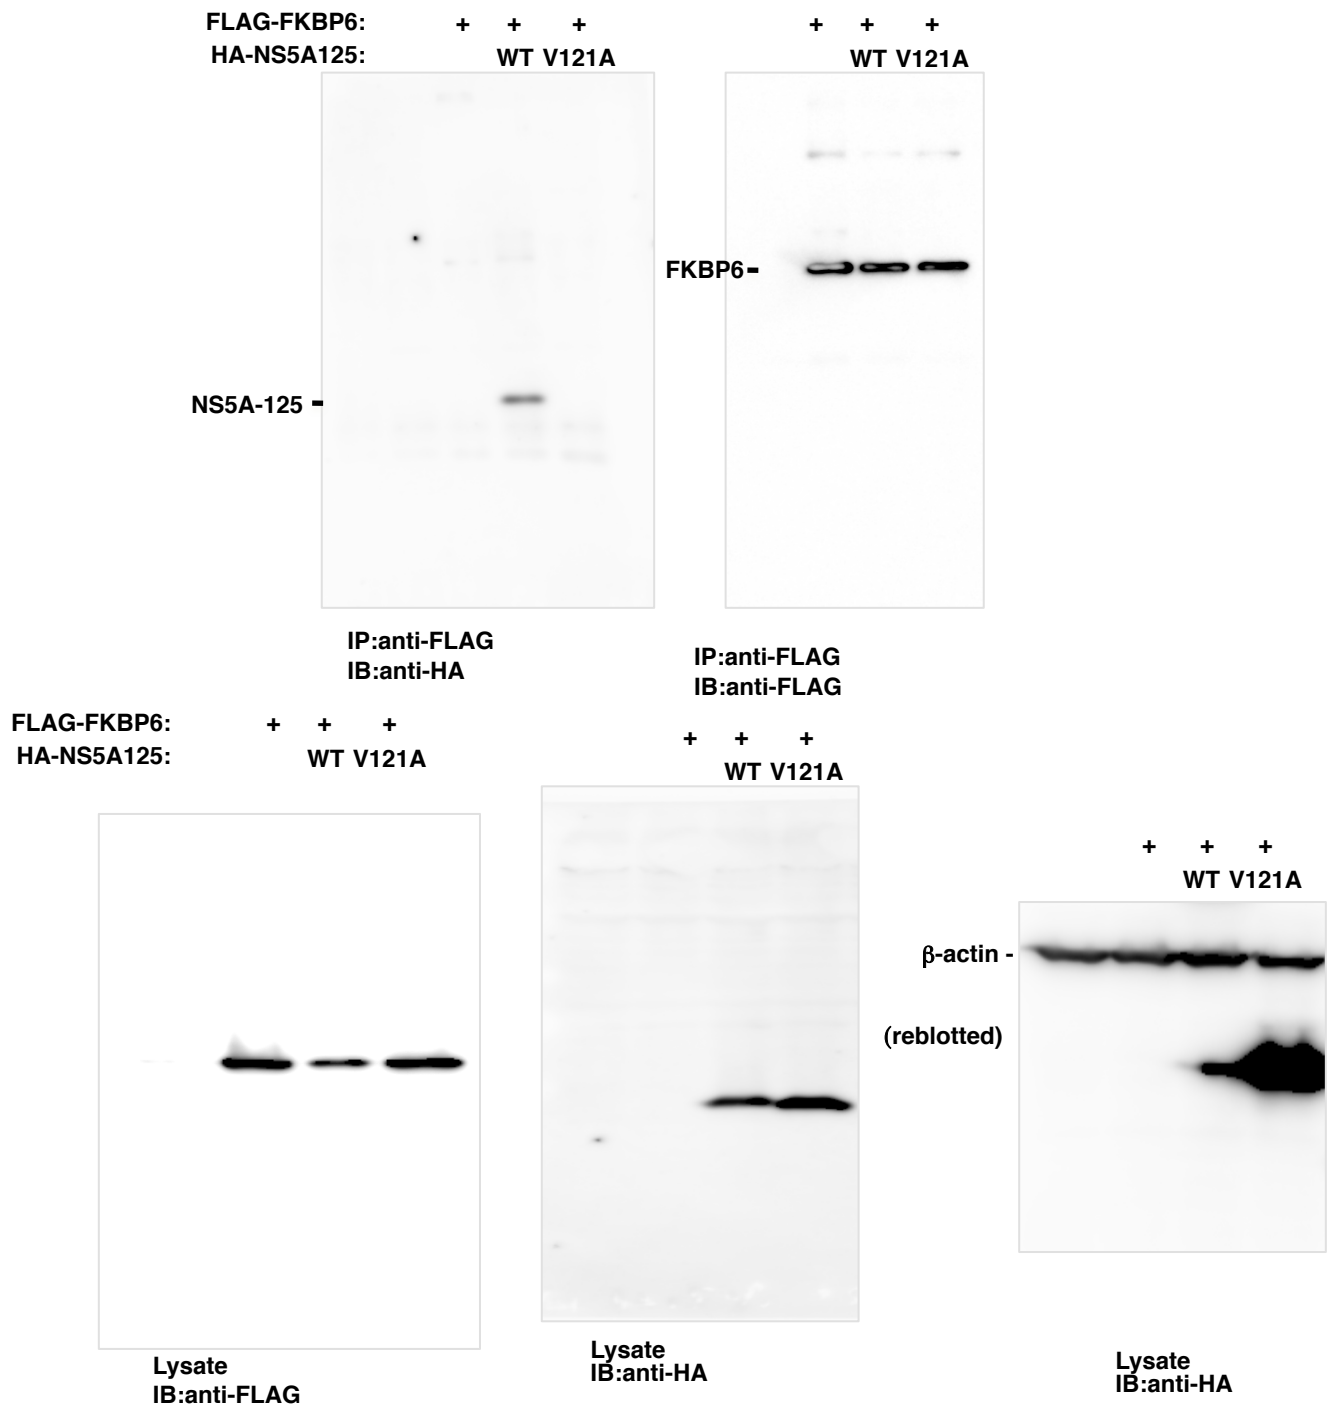 FLAG-FKBP6: + + +
HA-NS5A125: WT V121A
+ + +
WT V121A
FKBP6-
NS5A-125 -
IP:anti-FLAG
IB:anti-HA
IP:anti-FLAG
IB:anti-FLAG
FLAG-FKBP6: + + +
HA-NS5A125: WT V121A
+ + +
WT V121A
+ + +
WT V121A
β-actin -
(reblotted)
Lysate
IB:anti-FLAG
Lysate
IB:anti-HA
Lysate
IB:anti-HA